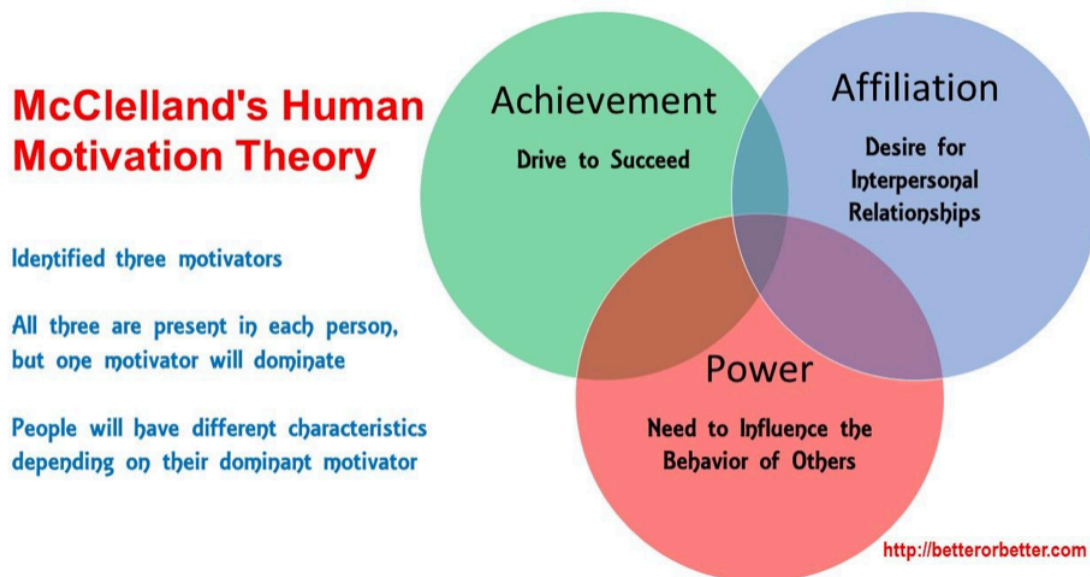 McClelland's Human
Motivation Theory
Identified three motivators
All three are present in each person,
but one motivator will dominate
People will have different characteristics
depending on their dominant motivator
Achievement
Drive to Succeed
Affiliation
Desire for
Interpersonal
Relationships
Power
Need to Influence the
Behavior of Others
http://betterorbetter.com